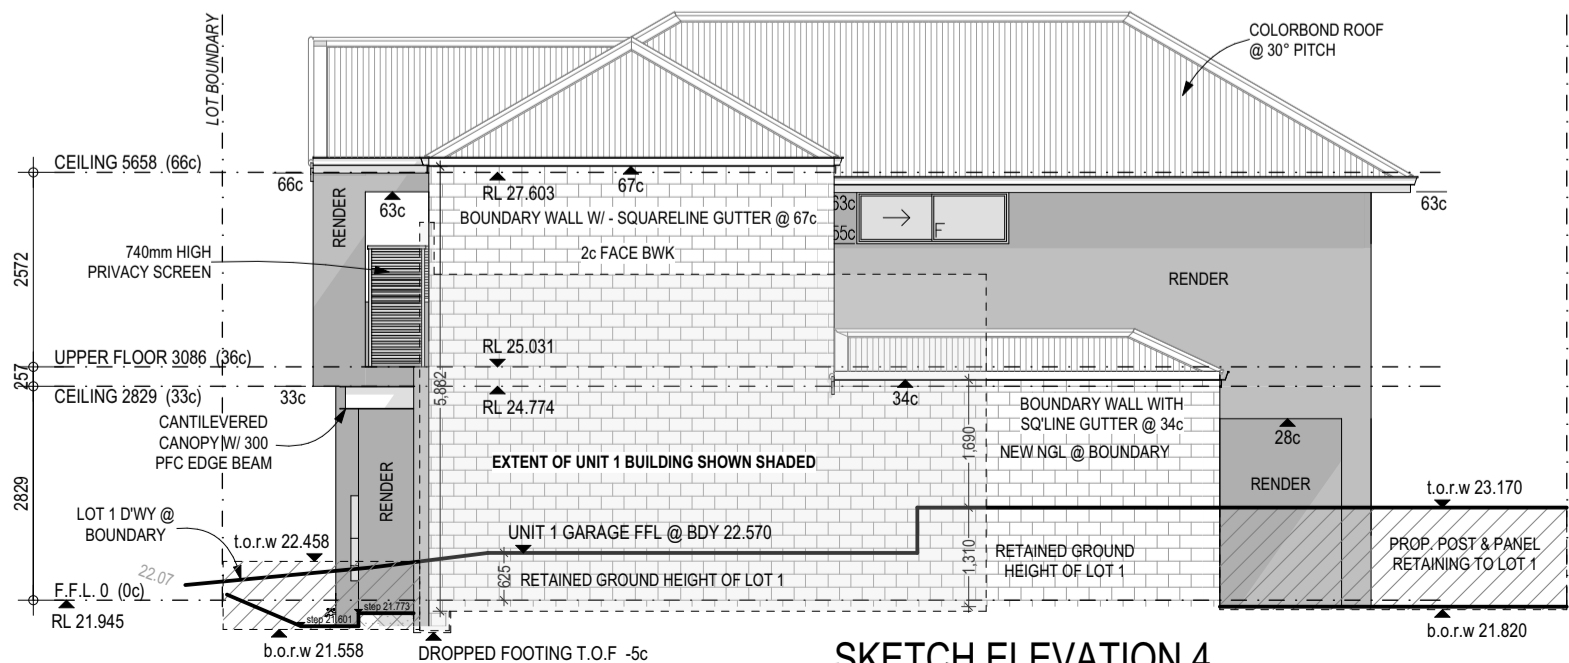 LOT BOUNDARY
COLORBOND ROOF
@ 30° PITCH
CEILING 5658 (66c)
66c
RENDER
63c
RL 27.603
67c
63c
63c
BOUNDARY WALL W/ - SQUARELINE GUTTER @ 67c
55c
F
2c FACE BWK
740mm HIGH
PRIVACY SCREEN
2572
RENDER
UPPER FLOOR 3086 (36c)
RL 25.031
257
5,882
CEILING 2829 (33c)
33c
RL 24.774
34c
CANTILEVERED
CANOPY W/ 300
PFC EDGE BEAM
BOUNDARY WALL WITH
SQ'LINE GUTTER @ 34c
1,690
28c
NEW NGL @ BOUNDARY
EXTENT OF UNIT 1 BUILDING SHOWN SHADED
2829
RENDER
RENDER
t.o.r.w 23.170
LOT 1 D'WY @
BOUNDARY
t.o.r.w 22.458
UNIT 1 GARAGE FFL @ BDY 22.570
22.07
625
RETAINED GROUND HEIGHT OF LOT 1
1,310
RETAINED GROUND
HEIGHT OF LOT 1
PROP. POST & PANEL
RETAINING TO LOT 1
F.F.L. 0 (0c)
RL 21.945
step 21.773
step 21.601
b.o.r.w 21.558
DROPPED FOOTING T.O.F -5c
b.o.r.w 21.820
SKETCH ELEVATION 4